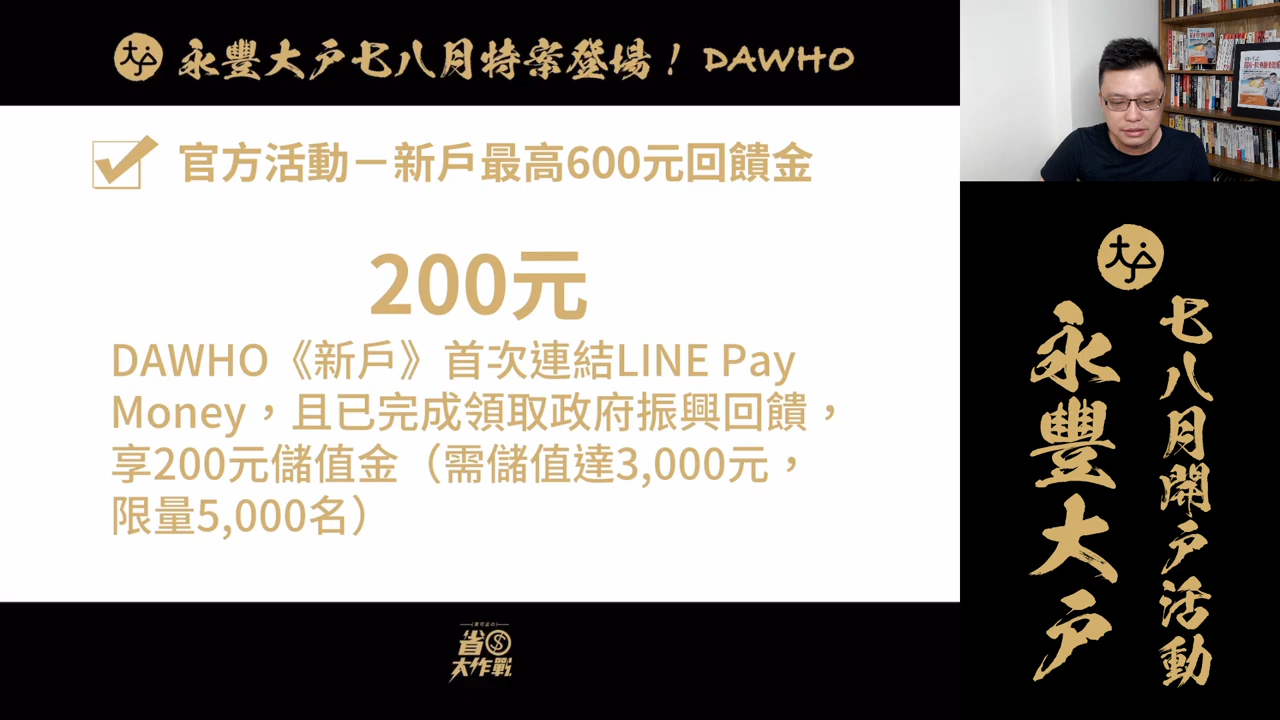 大戶 永豐大戶七八月特案登場！DAWHO
官方活動－新戶最高600元回饋金
200元
DAWHO《新戶》首次連結LINE Pay
Money，且已完成領取政府振興回饋，
享200元儲值金（需儲值達3,000元，
限量5,000名）
省$
大作戰
大戶
七八月開戶活動
永豐大戶